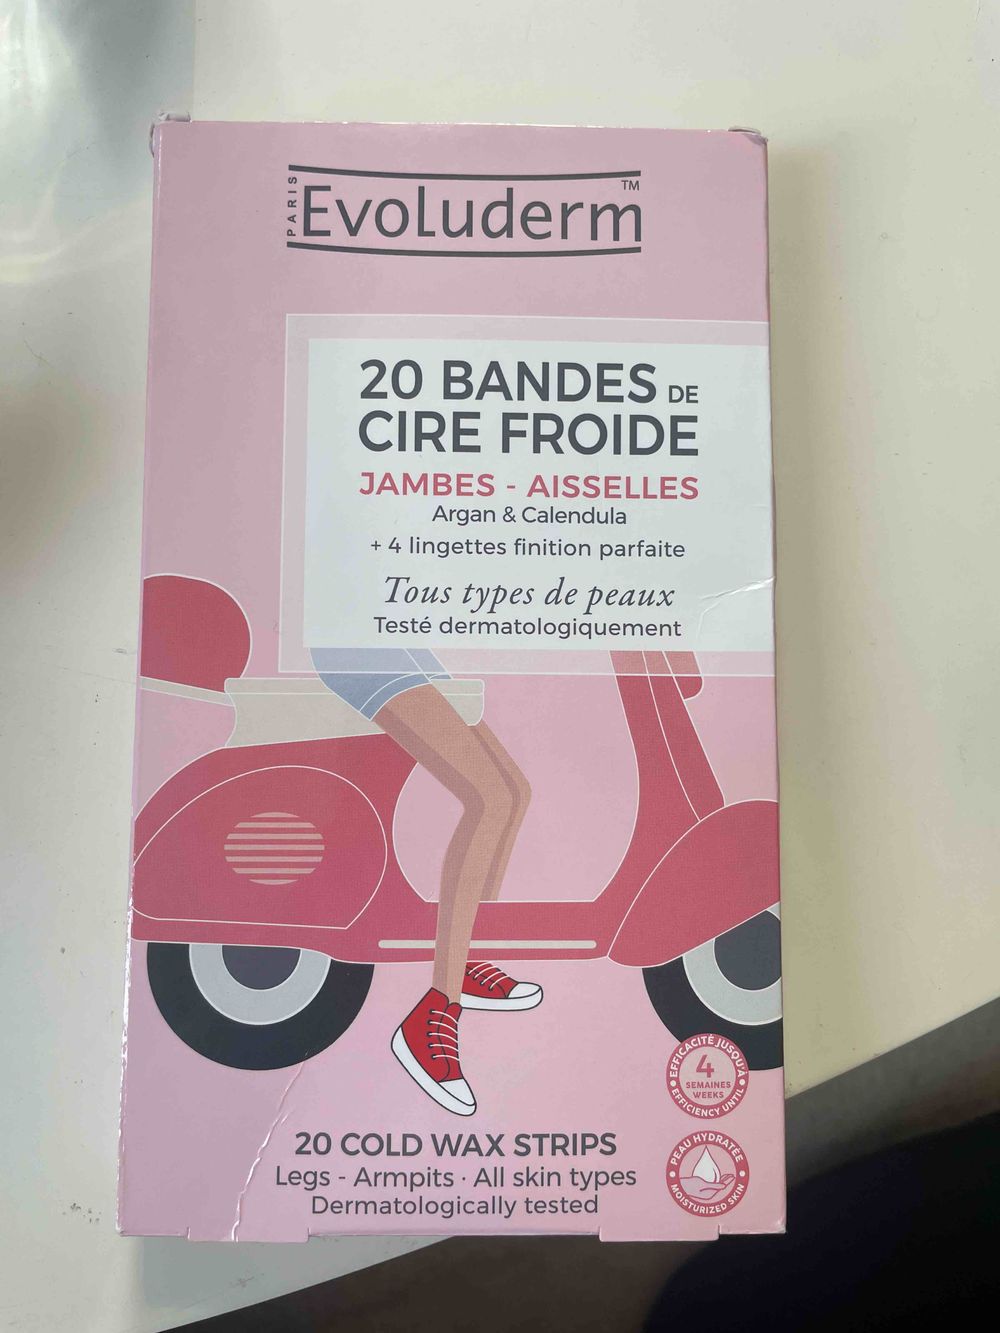 PARIS
Evoluderm™
20 BANDES DE
CIRE FROIDE
JAMBES - AISSELLES
Argan & Calendula
+ 4 lingettes finition parfaite
Tous types de peaux
Testé dermatologiquement
EFFICACITÉ JUSQU'À
4
SEMAINES
WEEKS
EFFICIENCY UNTIL
20 COLD WAX STRIPS
Legs - Armpits · All skin types
Dermatologically tested
PEAU HYDRATÉE
MOISTURIZED SKIN